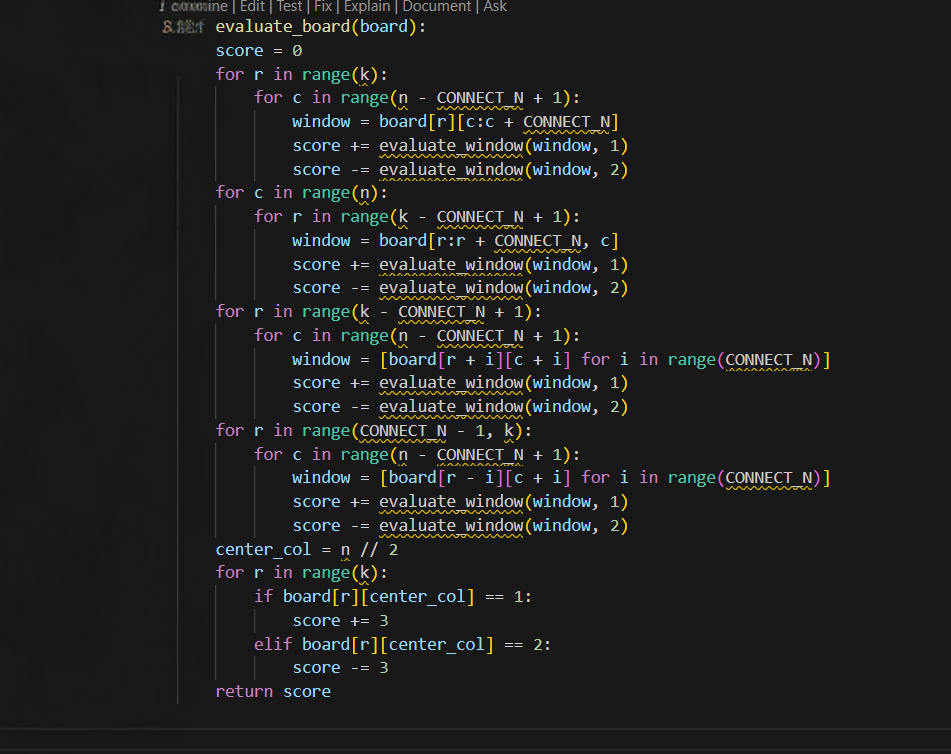 | Edit | Test | Fix | Explain | Document | Ask
evaluate_board(board):
score = 0
for r in range(k):
for c in range(n - CONNECT_N + 1):
window = board[r][c:c + CONNECT_N]
score += evaluate_window(window, 1)
score -= evaluate_window(window, 2)
for c in range(n):
for r in range(k - CONNECT_N + 1):
window = board[r:r + CONNECT_N, c]
score += evaluate_window(window, 1)
score -= evaluate_window(window, 2)
for r in range(k - CONNECT_N + 1):
for c in range(n - CONNECT_N + 1):
window = [board[r + i][c + i] for i in range(CONNECT_N)]
score += evaluate_window(window, 1)
score -= evaluate_window(window, 2)
for r in range(CONNECT_N - 1, k):
for c in range(n - CONNECT_N + 1):
window = [board[r - i][c + i] for i in range(CONNECT_N)]
score += evaluate_window(window, 1)
score -= evaluate_window(window, 2)
center_col = n // 2
for r in range(k):
if board[r][center_col] == 1:
score += 3
elif board[r][center_col] == 2:
score -= 3
return score